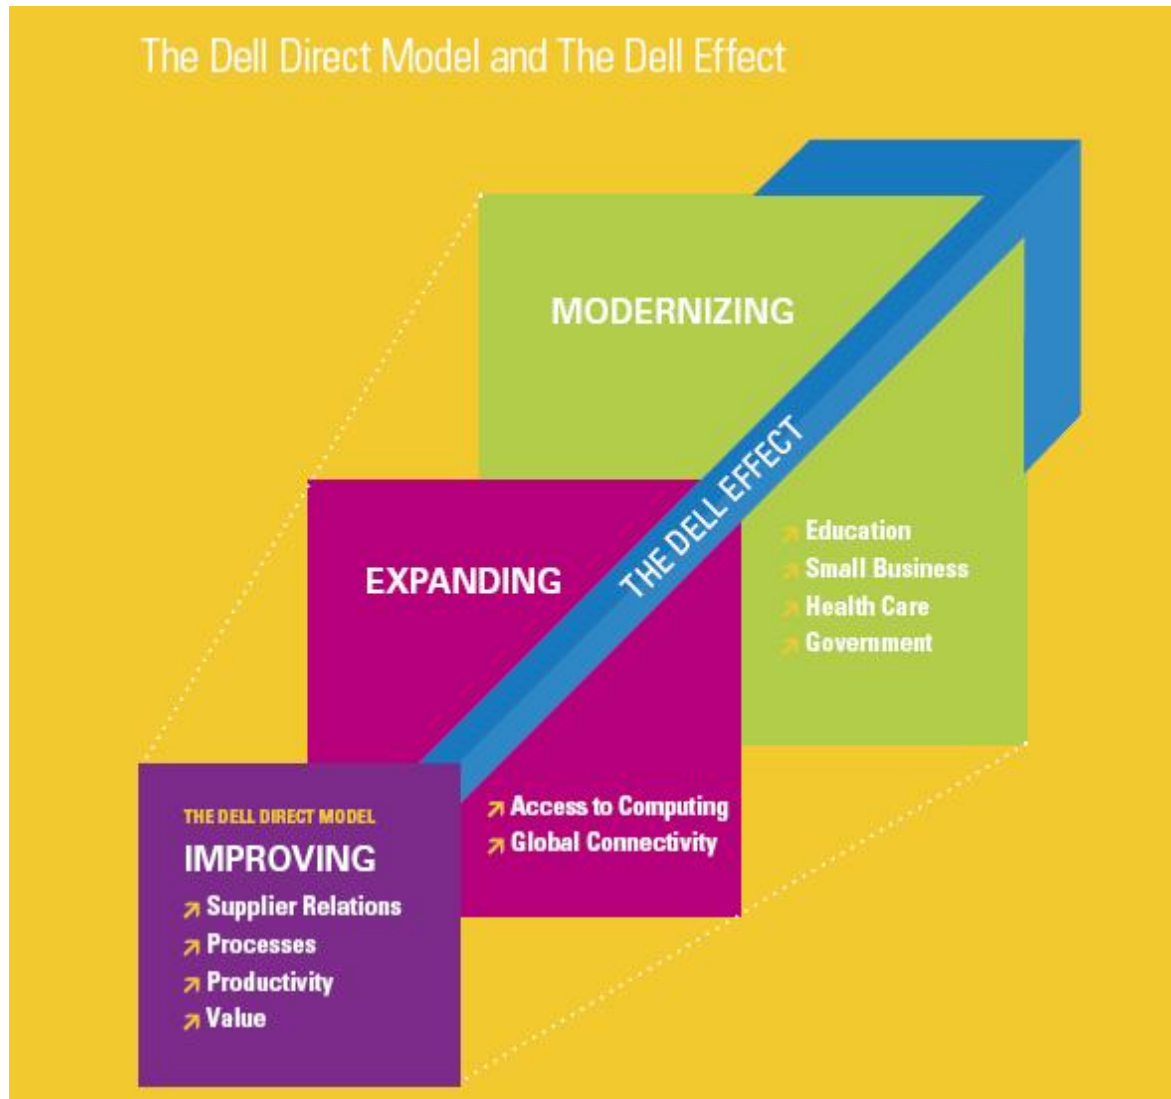 The Dell Direct Model and The Dell Effect
MODERNIZING
THE DELL EFFECT
Education
Small Business
Health Care
Government
EXPANDING
Access to Computing
Global Connectivity
THE DELL DIRECT MODEL
IMPROVING
Supplier Relations
Processes
Productivity
Value